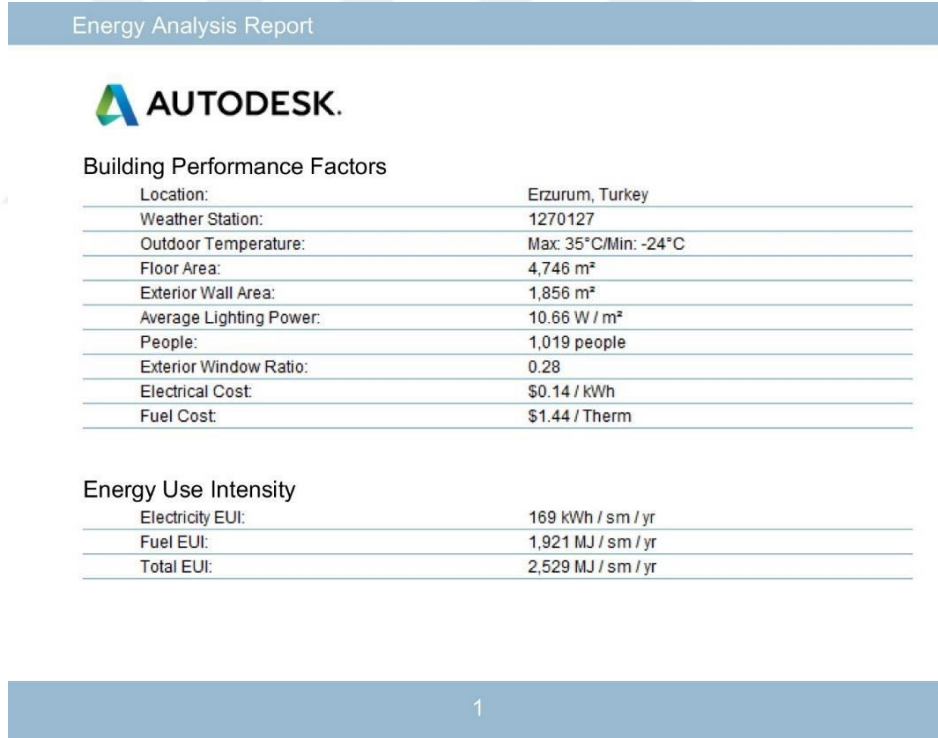 Energy Analysis Report
AUTODESK.
Building Performance Factors
Location: Erzurum, Turkey
Weather Station: 1270127
Outdoor Temperature: Max: 35°C/Min: -24°C
Floor Area: 4,746 m²
Exterior Wall Area: 1,856 m²
Average Lighting Power: 10.66 W / m²
People: 1,019 people
Exterior Window Ratio: 0.28
Electrical Cost: $0.14 / kWh
Fuel Cost: $1.44 / Therm
Energy Use Intensity
Electricity EUI: 169 kWh / sm / yr
Fuel EUI: 1,921 MJ / sm / yr
Total EUI: 2,529 MJ / sm / yr
1